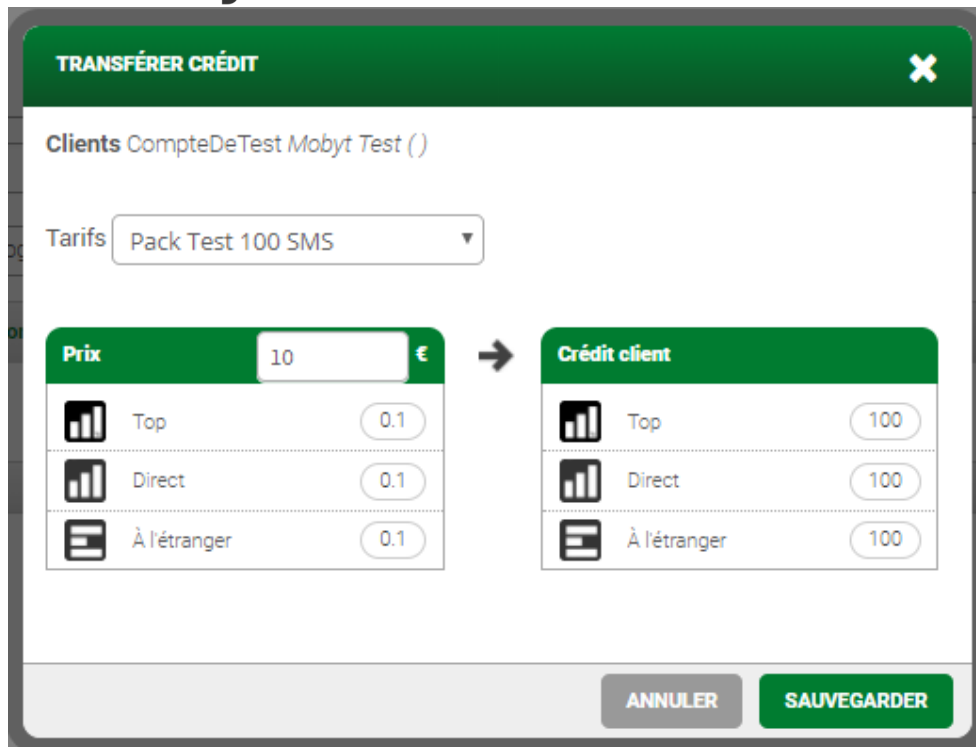 TRANSFÉRER CRÉDIT
Clients CompteDeTest Mobyt Test ( )
Tarifs Pack Test 100 SMS
Prix 10 € Crédit client
Top 0.1 Top 100
Direct 0.1 Direct 100
À l'étranger 0.1 À l'étranger 100
ANNULER SAUVEGARDER